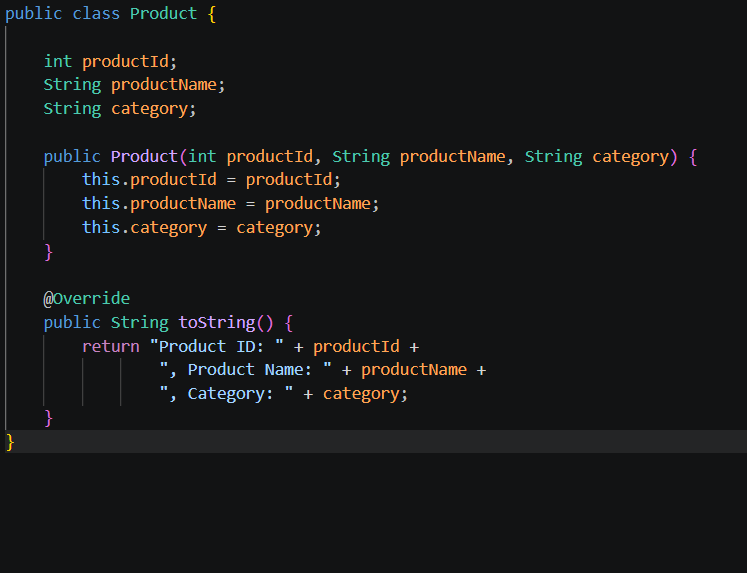 public class Product {
int productId;
String productName;
String category;
public Product(int productId, String productName, String category) {
this.productId = productId;
this.productName = productName;
this.category = category;
}
@Override
public String toString() {
return "Product ID: " + productId +
", Product Name: " + productName +
", Category: " + category;
}
}